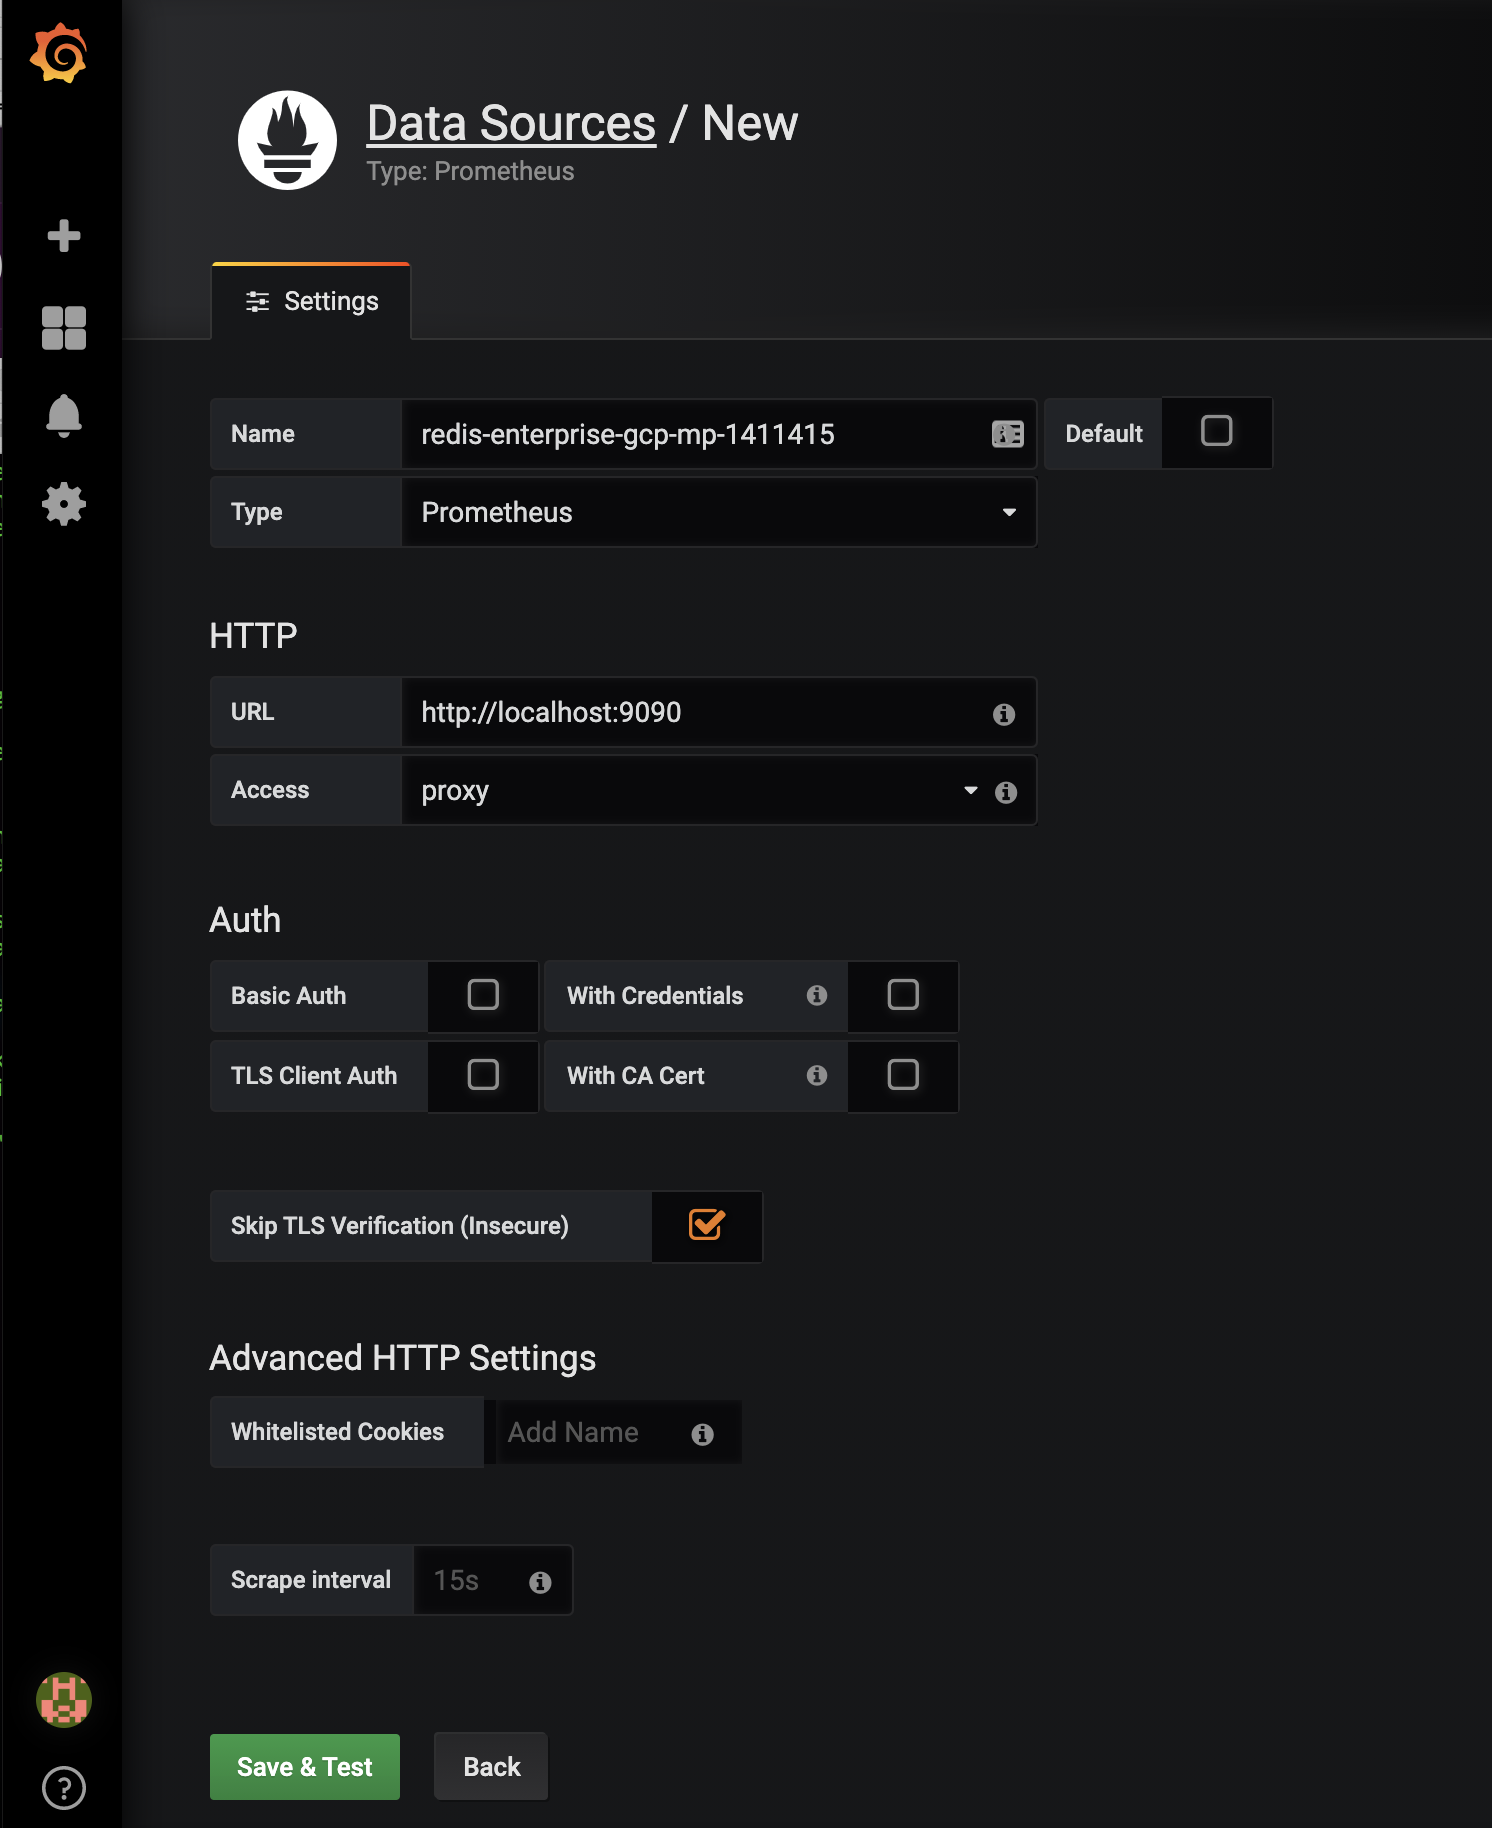 Data Sources / New
Type: Prometheus
Settings
Name redis-enterprise-gcp-mp-1411415 Default
Type Prometheus
HTTP
URL http://localhost:9090
Access proxy
Auth
Basic Auth With Credentials
TLS Client Auth With CA Cert
Skip TLS Verification (Insecure)
Advanced HTTP Settings
Whitelisted Cookies Add Name
Scrape interval 15s
Save & Test Back